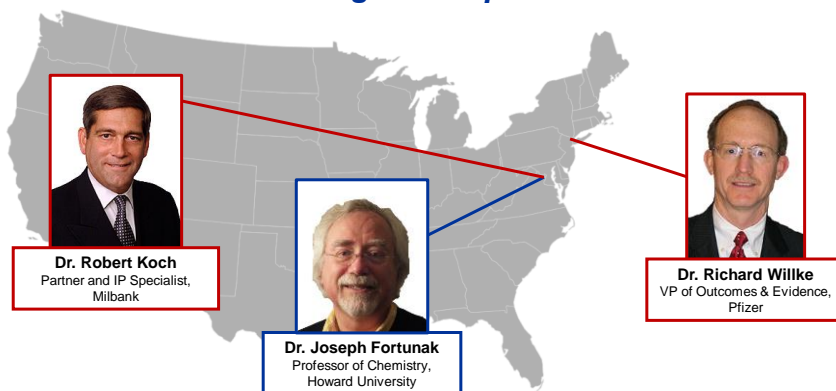 Dr. Robert Koch
Partner and IP Specialist,
Milbank
Dr. Joseph Fortunak
Professor of Chemistry,
Howard University
Dr. Richard Willke
VP of Outcomes & Evidence,
Pfizer